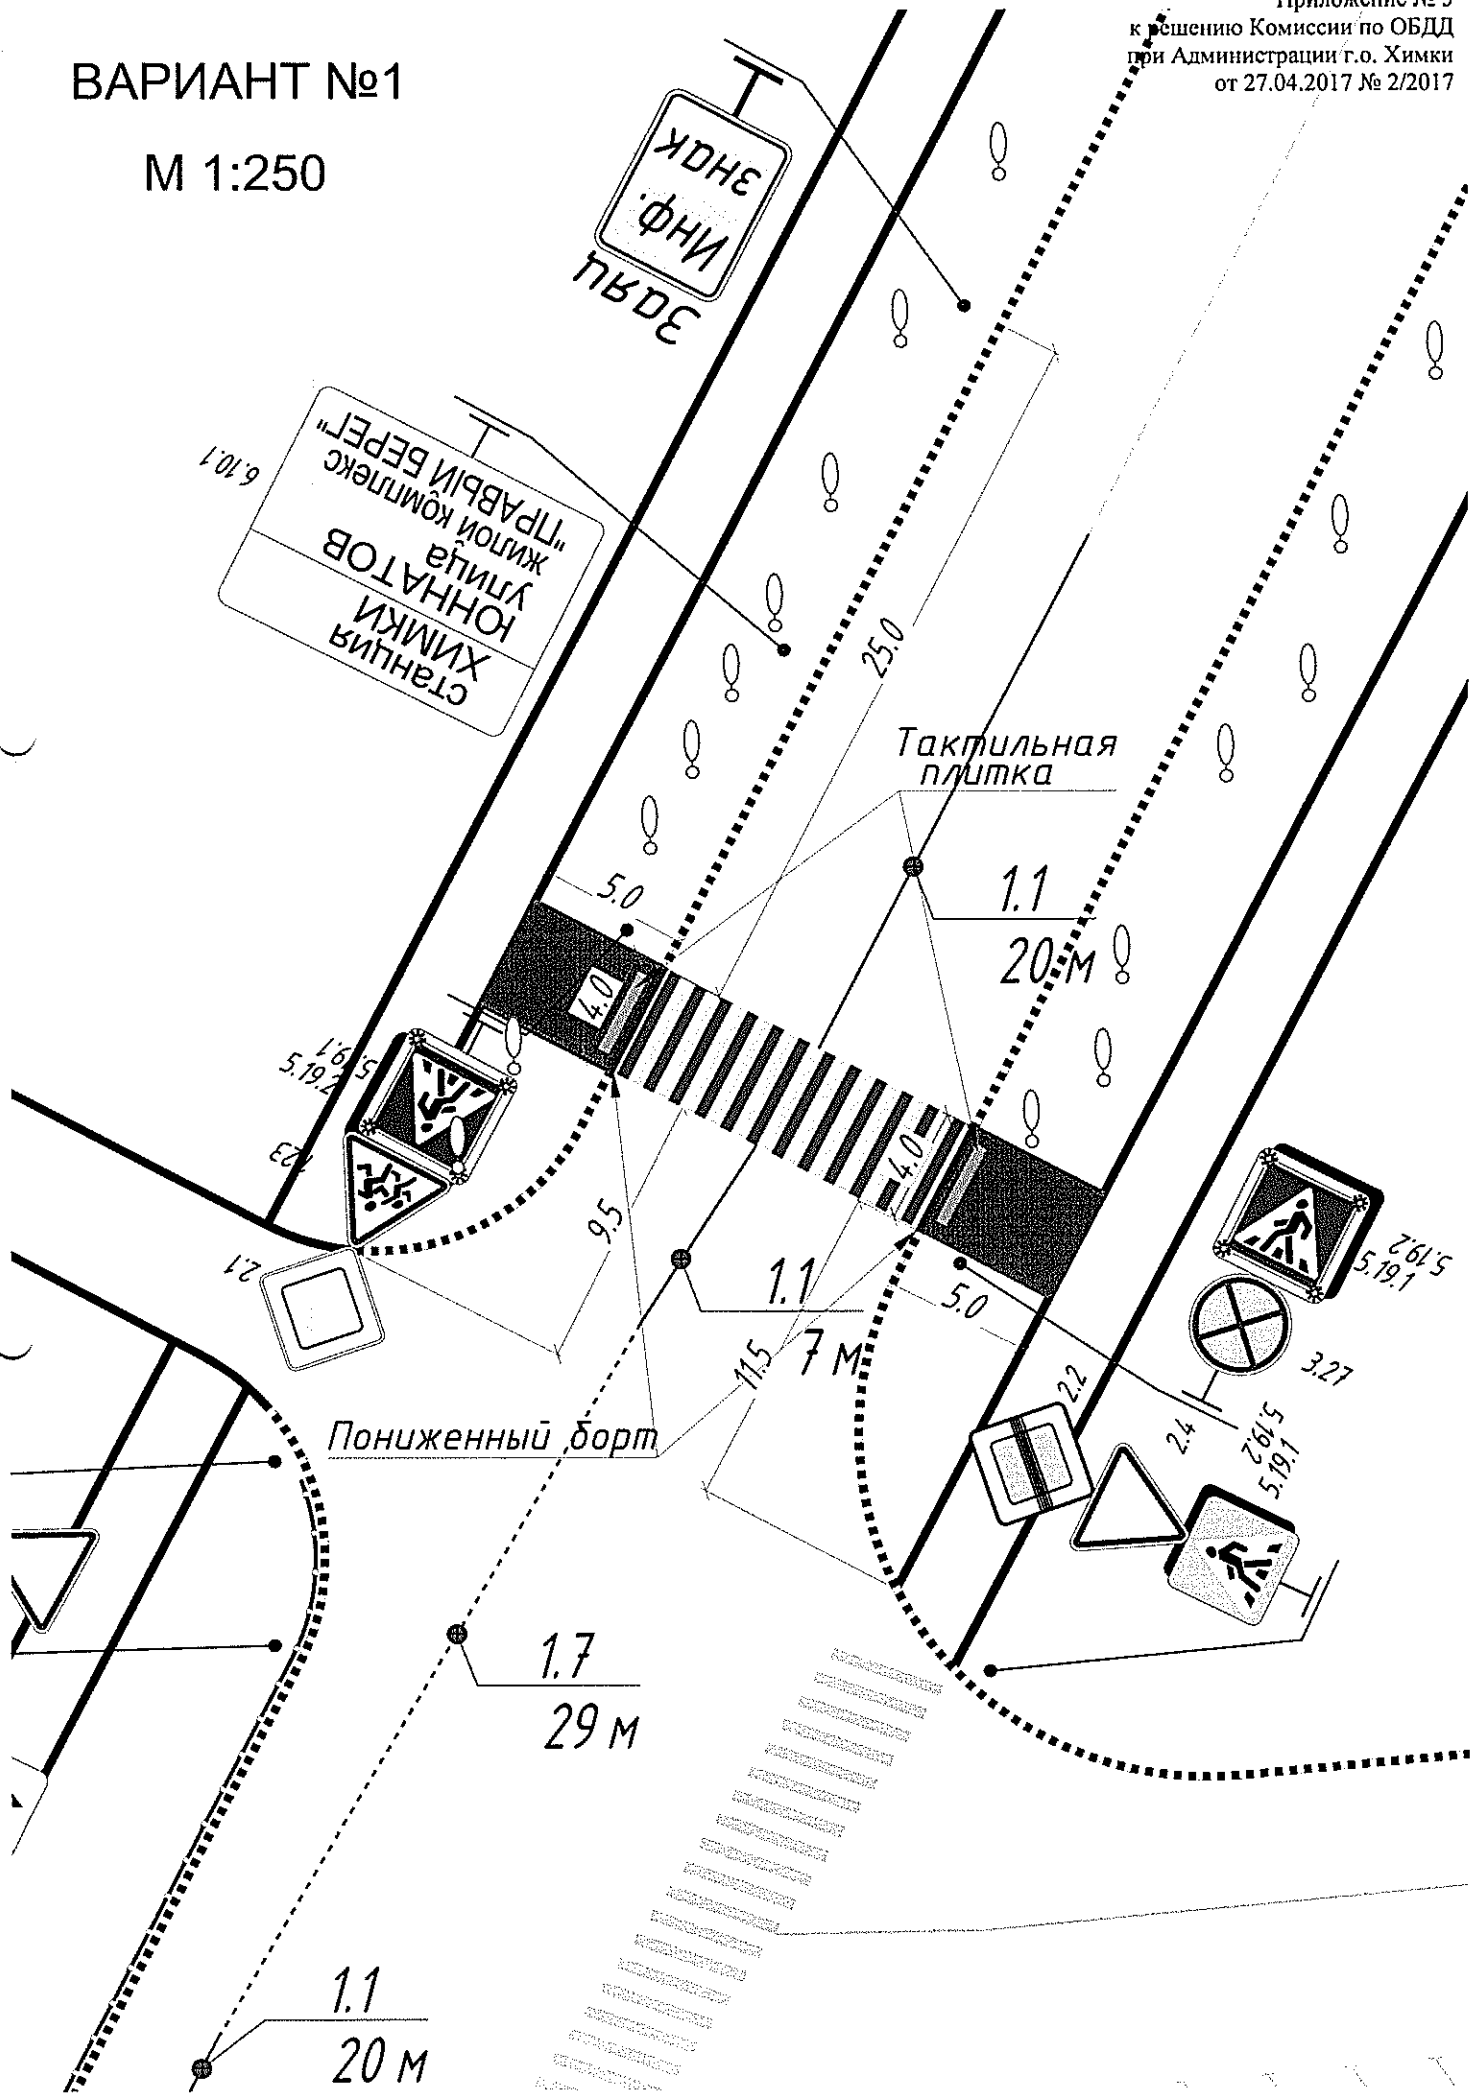 Приложение №
к решению Комиссии по ОБДД
при Администрации г.о. Химки
от 27.04.2017 № 2/2017
ВАРИАНТ №1
М 1:250
Инф.
знак
Заяц
6.10.1
станция
ХИМКИ
улица
ЮННАТОВ
жилой комплекс
"ПРАВЫЙ БЕРЕГ"
25.0
Тактильная
плитка
5.0
1.1
20 м
4.0
5.19.1
5.19.2
4.0
2.1
9.5
5.19.2
5.19.1
1.1
7 м
5.0
11.5
3.27
2.2
2.4
5.19.2
5.19.1
Пониженный борт
1.7
29 м
1.1
20 м